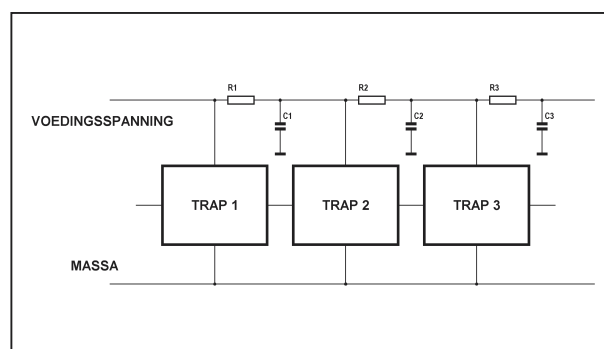 R1 R2 R3
C1 C2 C3
VOEDINGSSPANNING
TRAP 1 TRAP 2 TRAP 3
MASSA